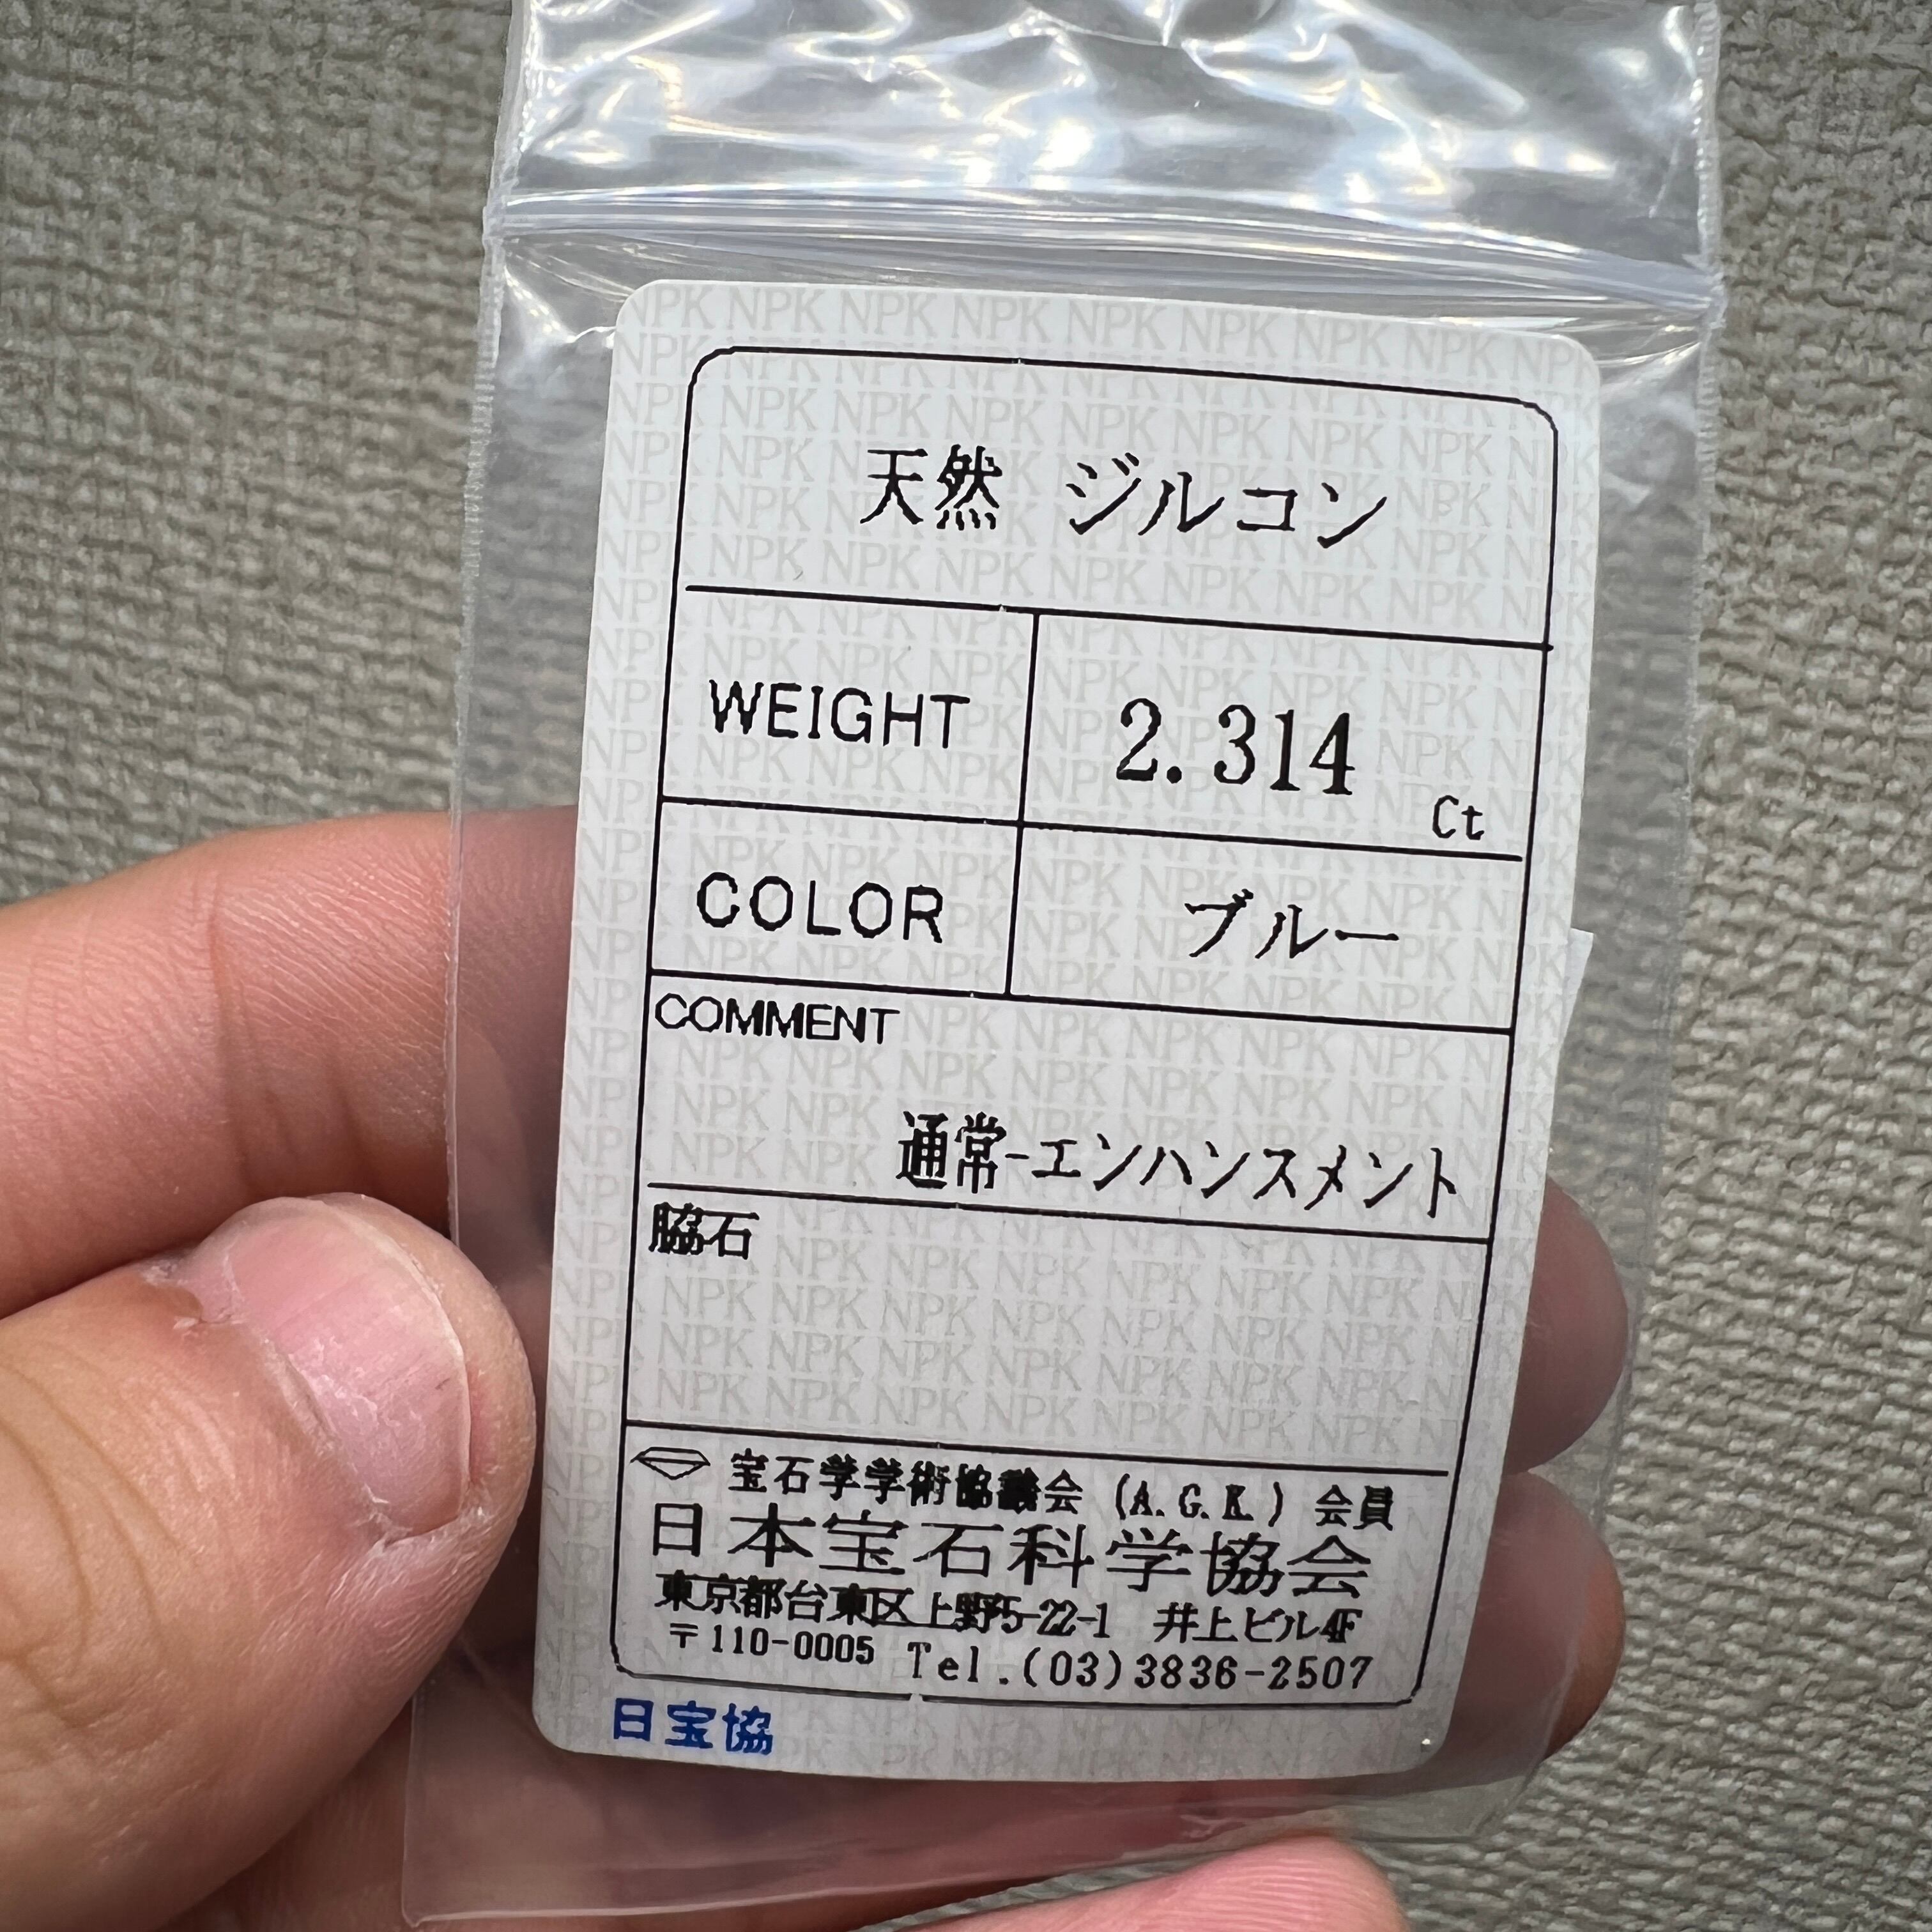 天然 ジルコン
WEIGHT 2.314 Ct
COLOR ブルー
COMMENT
通常-エンハンスメント
脇石
宝石学学術協議会 (A.G.K.) 会員
日本宝石科学協会
東京都台東区上野5-22-1 井上ビル4F
〒110-0005 Tel.(03)3836-2507
日宝協